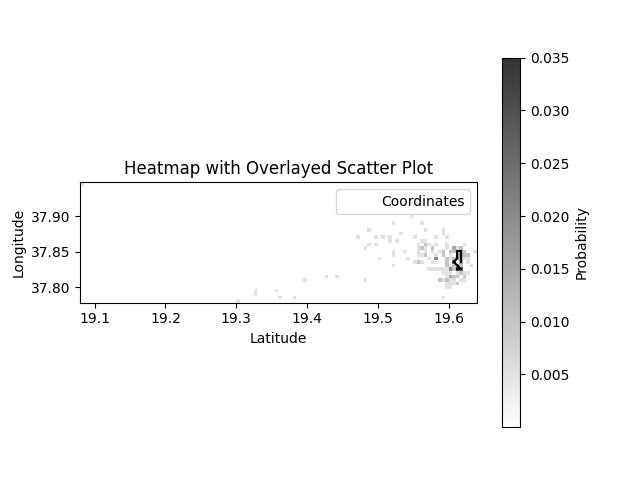 Heatmap with Overlayed Scatter Plot
Coordinates
37.90
37.85
37.80
Longitude
19.1 19.2 19.3 19.4 19.5 19.6
Latitude
0.035
0.030
0.025
0.020
0.015
0.010
0.005
Probability